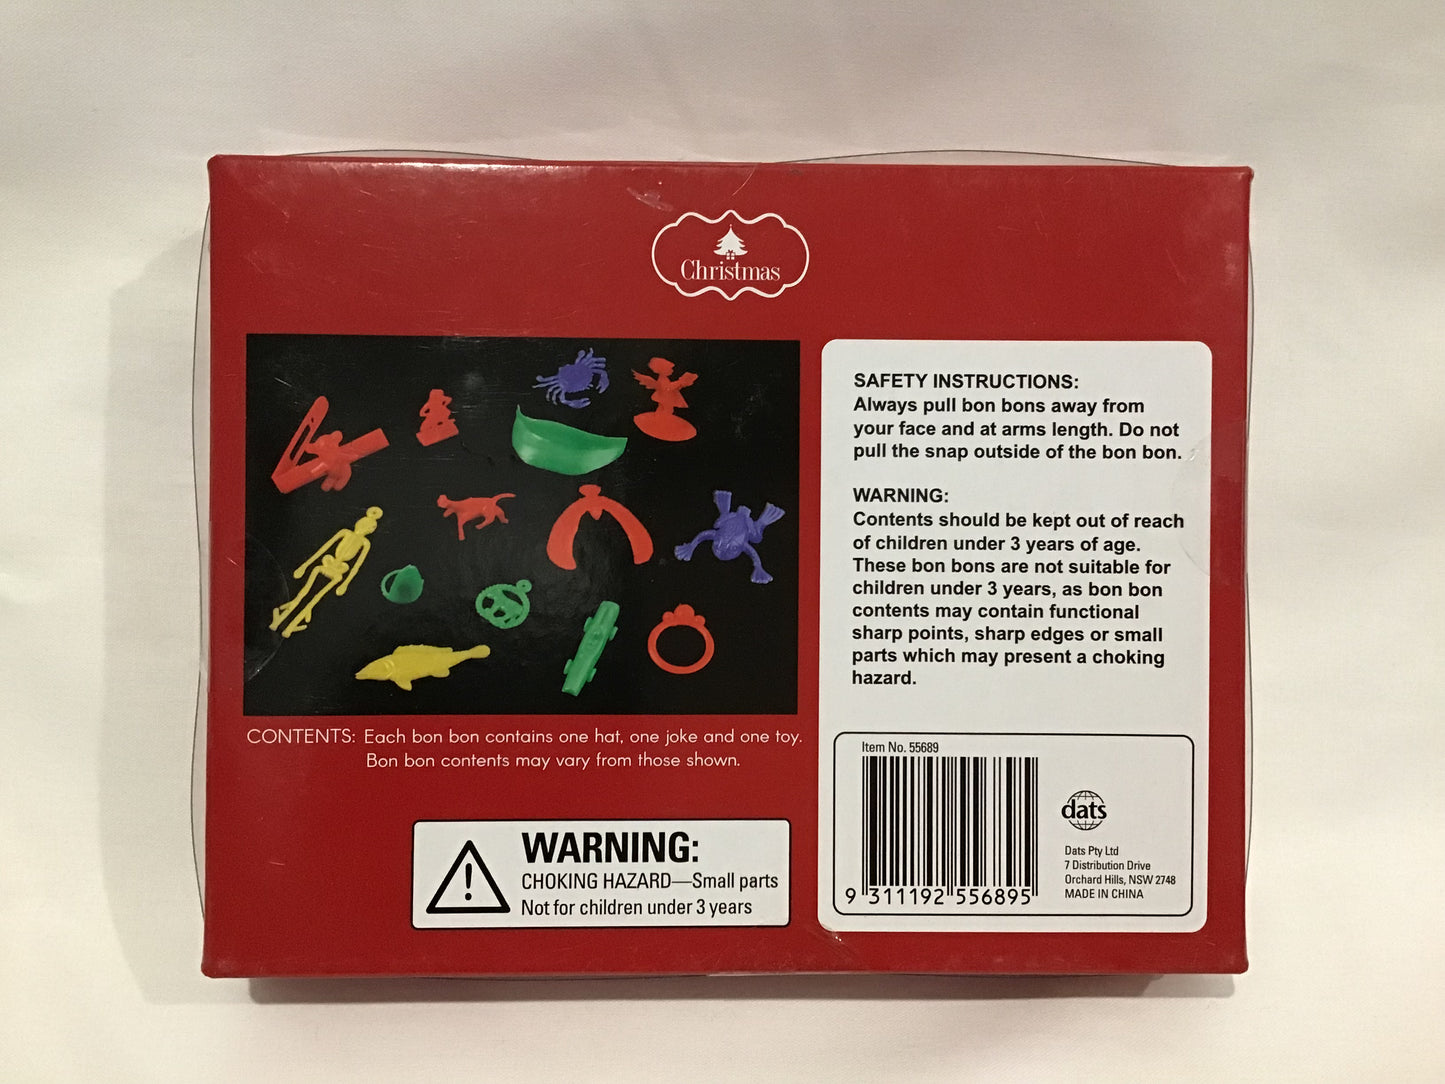 Christmas
SAFETY INSTRUCTIONS:
Always pull bon bons away from
your face and at arms length. Do not
pull the snap outside of the bon bon.
WARNING:
Contents should be kept out of reach
of children under 3 years of age.
These bon bons are not suitable for
children under 3 years, as bon bon
contents may contain functional
sharp points, sharp edges or small
parts which may present a choking
hazard.
CONTENTS: Each bon bon contains one hat, one joke and one toy.
Bon bon contents may vary from those shown.
WARNING:
CHOKING HAZARD—Small parts
Not for children under 3 years
Item No. 55689
9 311192 556895
dats
Dats Pty Ltd
7 Distribution Drive
Orchard Hills, NSW 2748
MADE IN CHINA